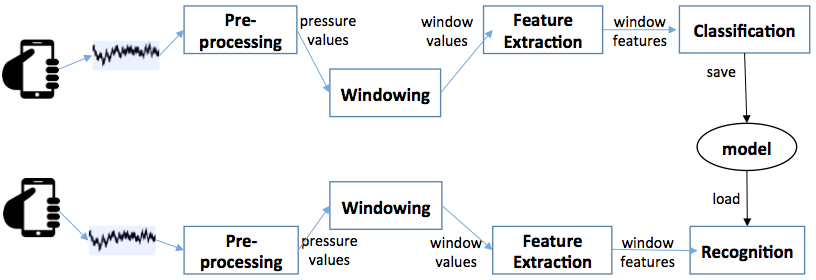 Pre-
processing
pressure
values
Windowing
window
values
Feature
Extraction
window
features
Classification
save
model
load
Pre-
processing
pressure
values
Windowing
window
values
Feature
Extraction
window
features
Recognition